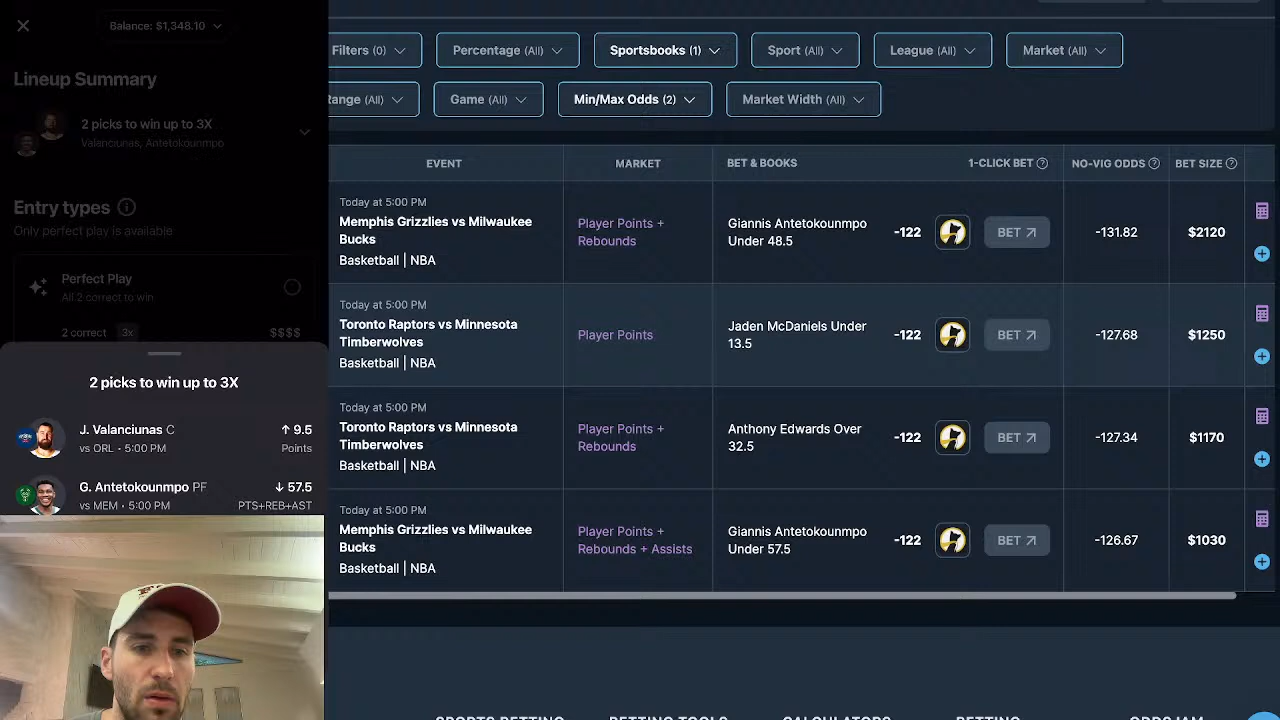 Balance: $1,348.10
Lineup Summary
2 picks to win up to 3X
Valanciunas, Antetokounmpo
Entry types
Only perfect play is available
Perfect Play
All 2 correct to win
2 correct 3x $$$$
2 picks to win up to 3X
J. Valanciunas C ↑ 9.5
vs ORL • 5:00 PM Points
G. Antetokounmpo PF ↓ 57.5
vs MEM • 5:00 PM PTS+REB+AST
Filters (0) Percentage (All) Sportsbooks (1) Sport (All) League (All) Market (All)
Range (All) Game (All) Min/Max Odds (2) Market Width (All)
EVENT MARKET BET & BOOKS 1-CLICK BET NO-VIG ODDS BET SIZE
Today at 5:00 PM
Memphis Grizzlies vs Milwaukee
Bucks
Basketball | NBA
Player Points +
Rebounds
Giannis Antetokounmpo
Under 48.5
-122 BET -131.82 $2120
Today at 5:00 PM
Toronto Raptors vs Minnesota
Timberwolves
Basketball | NBA
Player Points
Jaden McDaniels Under
13.5
-122 BET -127.68 $1250
Today at 5:00 PM
Toronto Raptors vs Minnesota
Timberwolves
Basketball | NBA
Player Points +
Rebounds
Anthony Edwards Over
32.5
-122 BET -127.34 $1170
Today at 5:00 PM
Memphis Grizzlies vs Milwaukee
Bucks
Basketball | NBA
Player Points +
Rebounds + Assists
Giannis Antetokounmpo
Under 57.5
-122 BET -126.67 $1030
SPORTS BETTING BETTING TOOLS CALCULATORS BETTING ODDSJAM